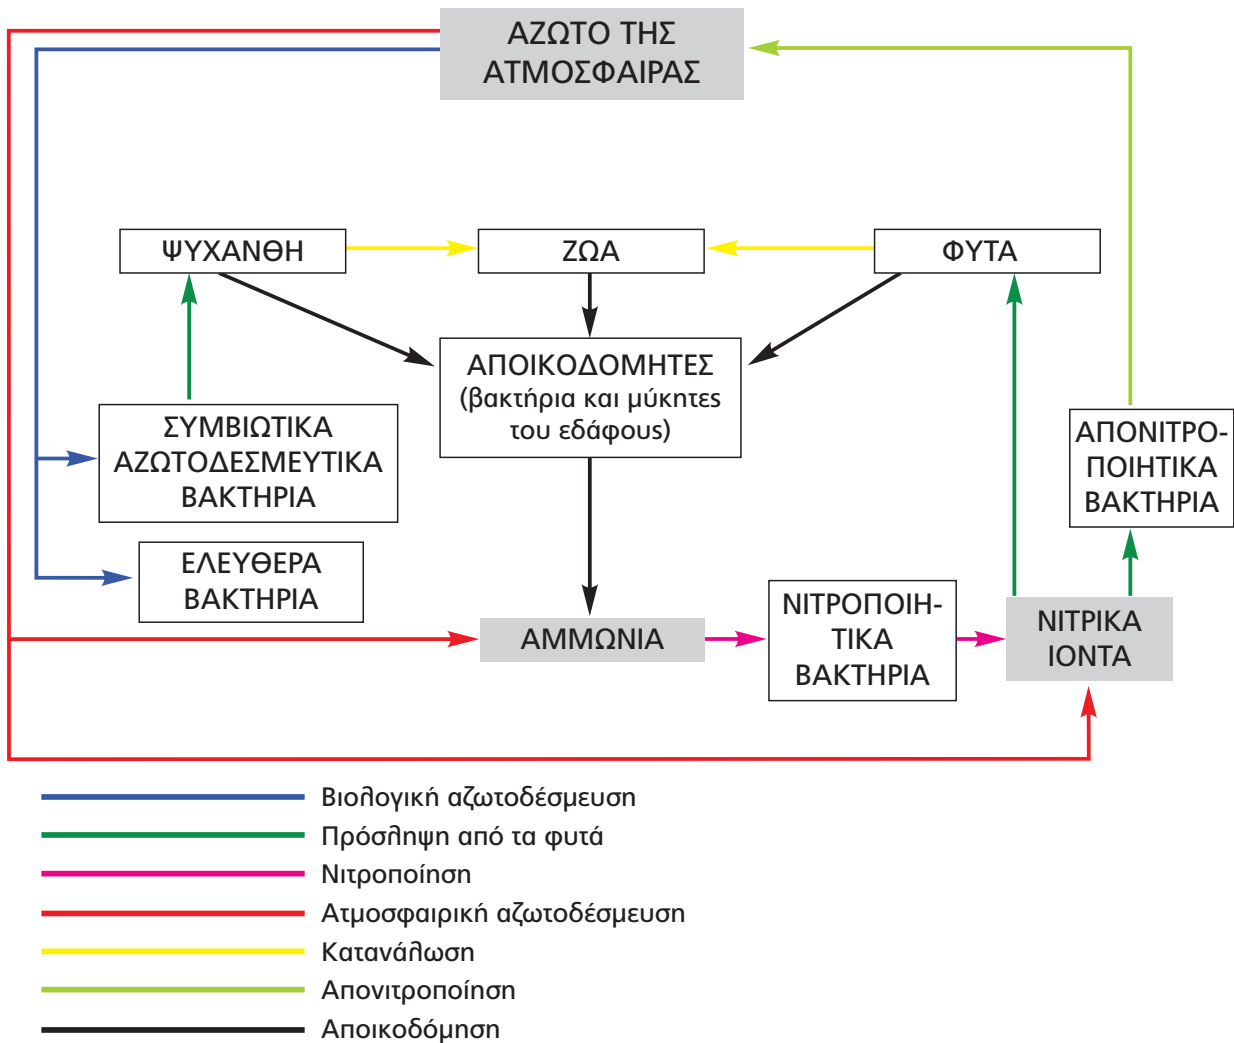 ΑΖΩΤΟ ΤΗΣ
ΑΤΜΟΣΦΑΙΡΑΣ
ΨΥΧΑΝΘΗ
ΖΩΑ
ΦΥΤΑ
ΑΠΟΙΚΟΔΟΜΗΤΕΣ
(βακτήρια και μύκητες
του εδάφους)
ΣΥΜΒΙΩΤΙΚΑ
ΑΖΩΤΟΔΕΣΜΕΥΤΙΚΑ
ΒΑΚΤΗΡΙΑ
ΑΠΟΝΙΤΡΟ-
ΠΟΙΗΤΙΚΑ
ΒΑΚΤΗΡΙΑ
ΕΛΕΥΘΕΡΑ
ΒΑΚΤΗΡΙΑ
ΑΜΜΩΝΙΑ
ΝΙΤΡΟΠΟΙΗ-
ΤΙΚΑ
ΒΑΚΤΗΡΙΑ
ΝΙΤΡΙΚΑ
ΙΟΝΤΑ
Βιολογική αζωτοδέσμευση
Πρόσληψη από τα φυτά
Νιτροποίηση
Ατμοσφαιρική αζωτοδέσμευση
Κατανάλωση
Απονιτροποίηση
Αποικοδόμηση